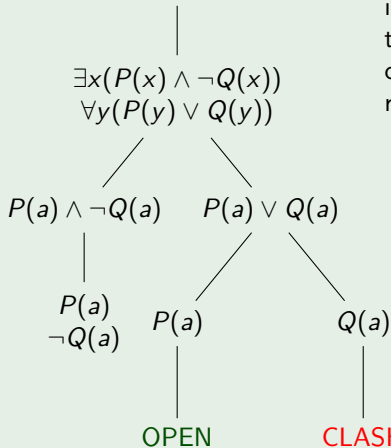 ∃x(P(x) ∧ ¬Q(x))
∀y(P(y) ∨ Q(y))
P(a) ∧ ¬Q(a) P(a) ∨ Q(a)
P(a)
¬Q(a)
P(a) Q(a)
OPEN